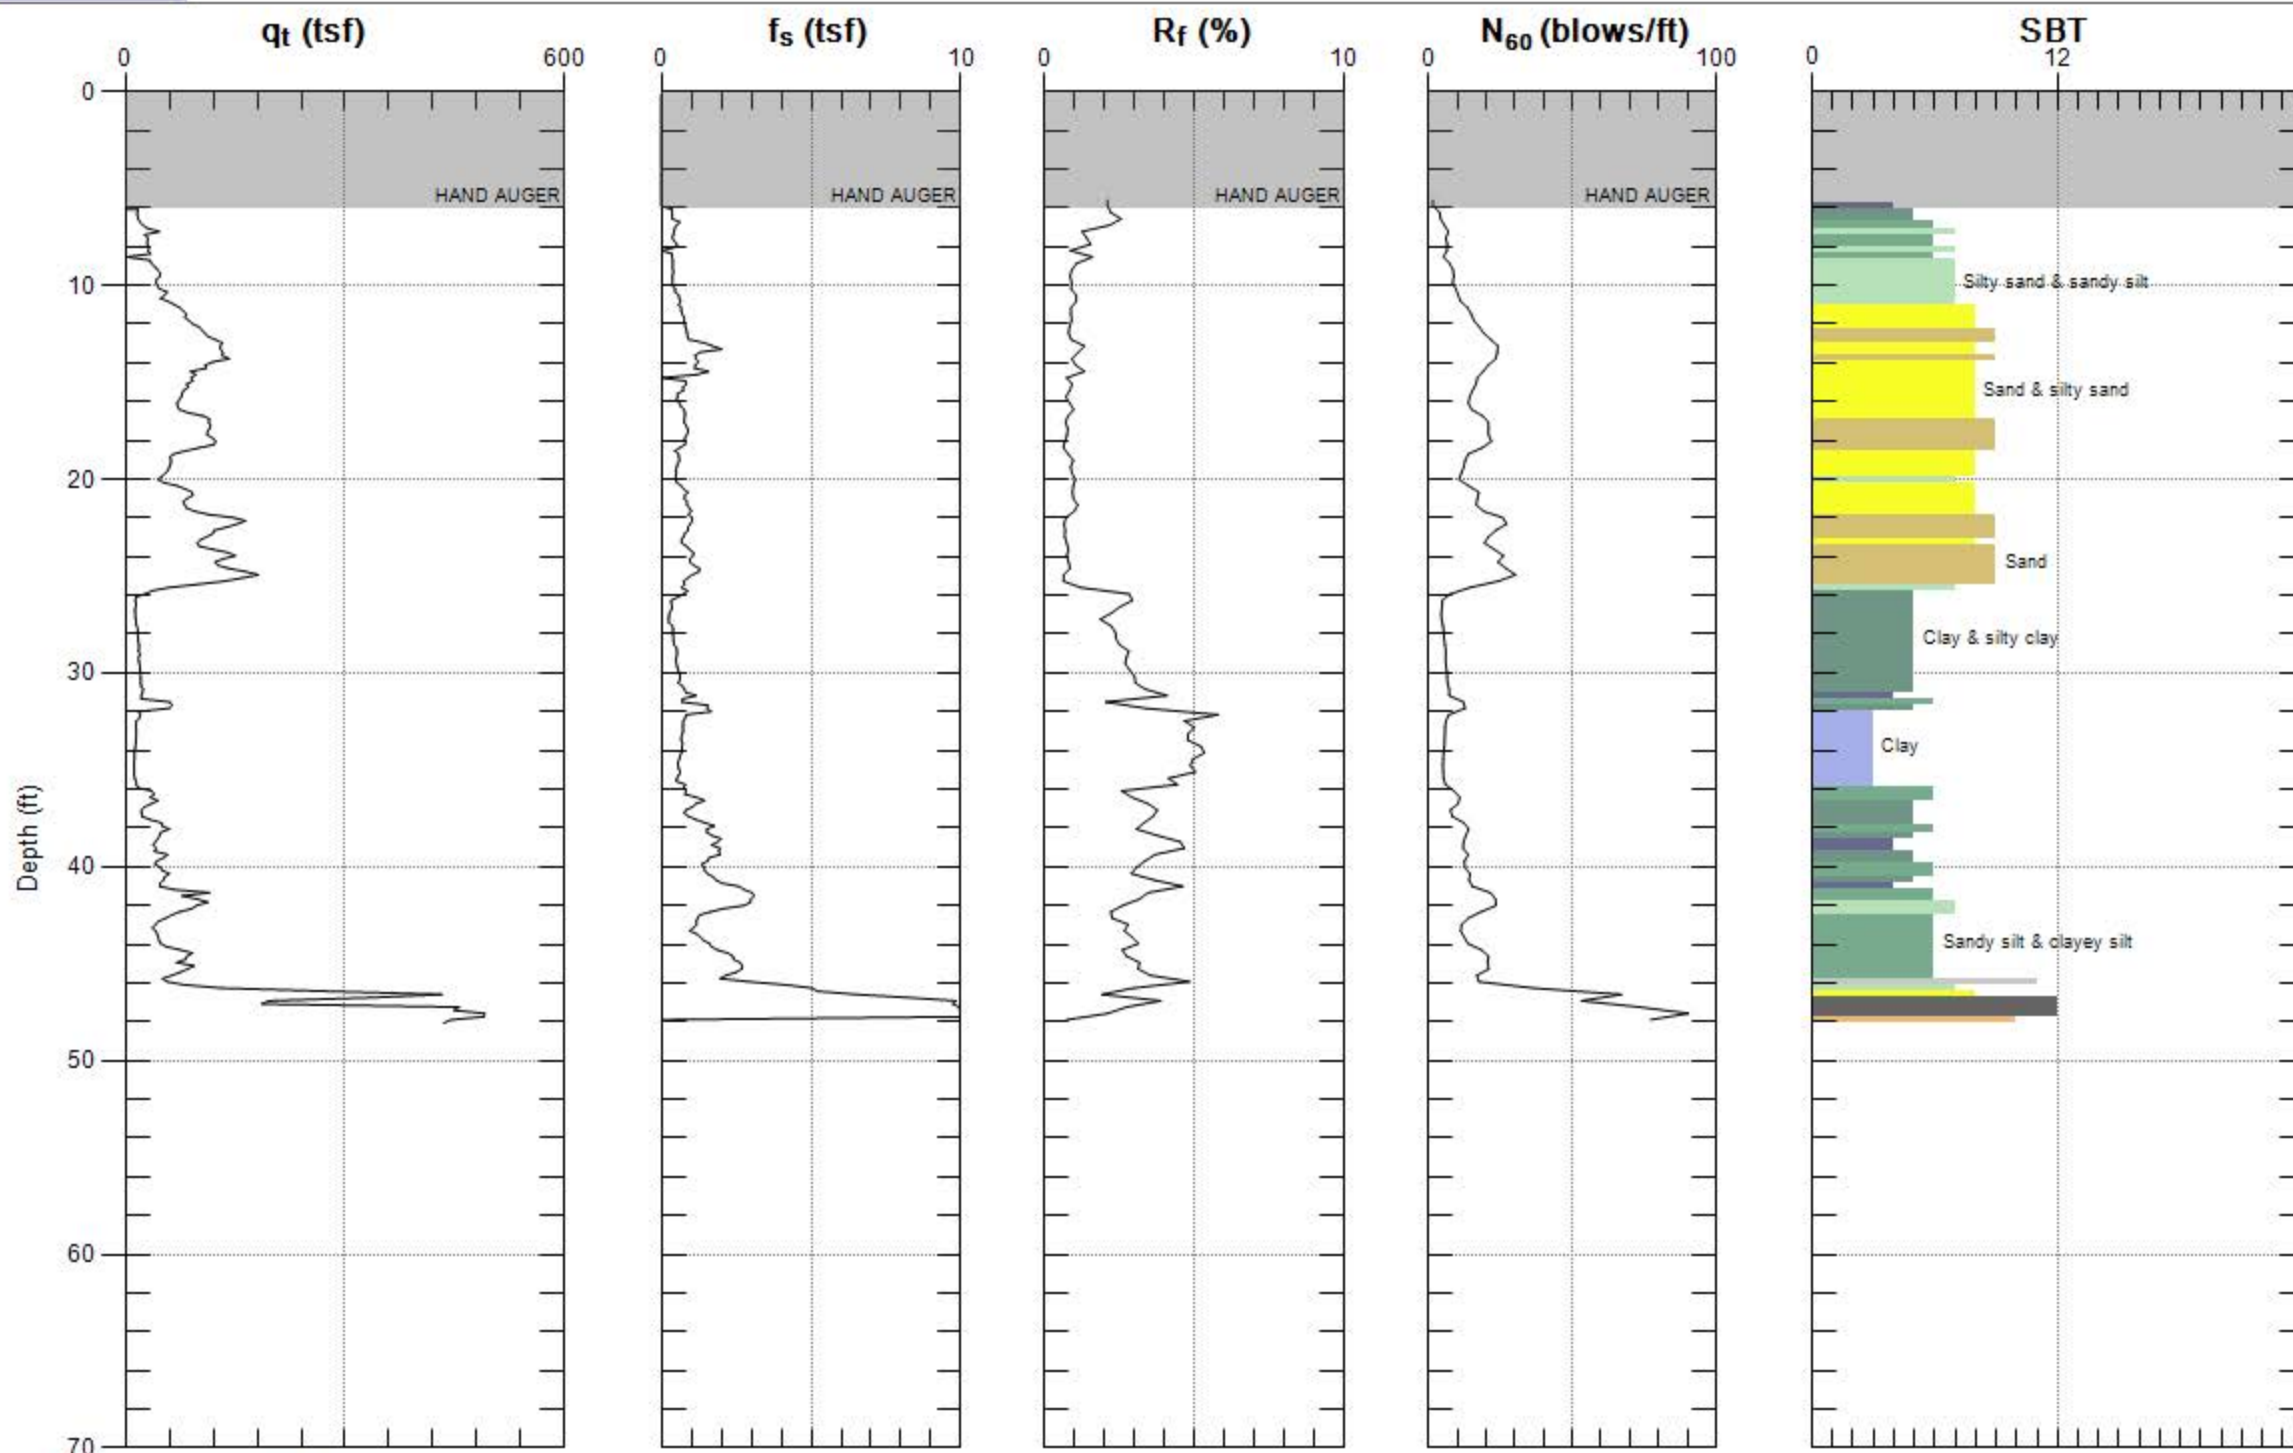 qt (tsf) fs (tsf) Rf (%) N60 (blows/ft) SBT
0 600 0 10 0 10 0 100 0 12
0
HAND AUGER HAND AUGER HAND AUGER HAND AUGER
10
Silty sand & sandy silt
Sand & silty sand
20
Sand
Clay & silty clay
30
Clay
Depth (ft)
40
Sandy silt & clayey silt
50
60
70